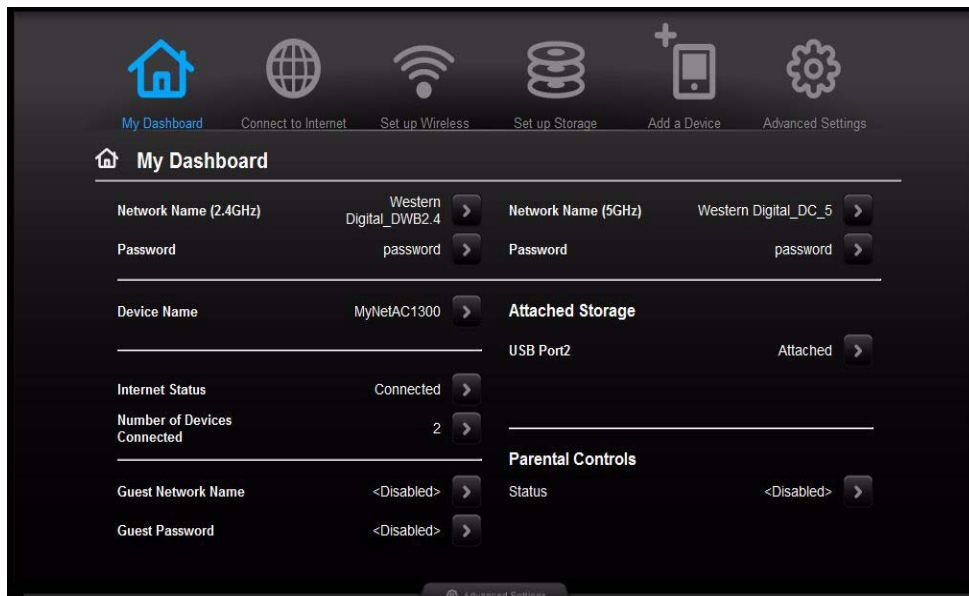 My Dashboard
Connect to Internet
Set up Wireless
Set up Storage
Add a Device
Advanced Settings
My Dashboard
Network Name (2.4GHz)
Western
Digital_DWB2.4
Network Name (5GHz)
Western Digital_DC_5
Password
password
Password
password
Device Name
MyNetAC1300
Attached Storage
USB Port2
Attached
Internet Status
Connected
Number of Devices
Connected
2
Parental Controls
Guest Network Name
<Disabled>
Status
<Disabled>
Guest Password
<Disabled>
Advanced Settings